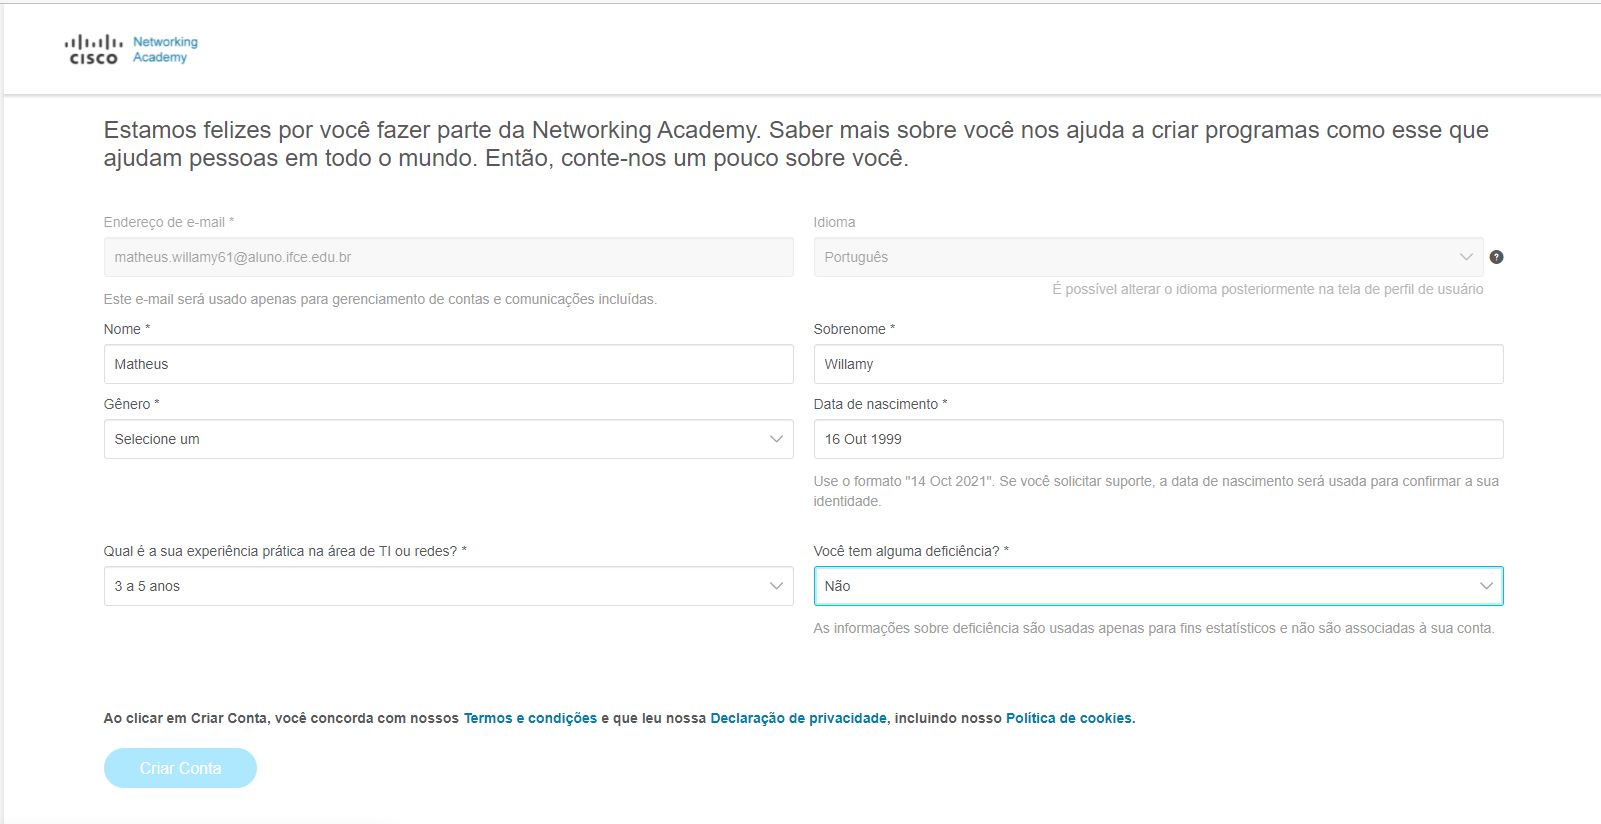 CISCO
Networking
Academy
Estamos felizes por você fazer parte da Networking Academy. Saber mais sobre você nos ajuda a criar programas como esse que
ajudam pessoas em todo o mundo. Então, conte-nos um pouco sobre você.
Endereço de e-mail *
matheus.willamy61@aluno.ifce.edu.br
Este e-mail será usado apenas para gerenciamento de contas e comunicações incluídas.
Idioma
Português
?
É possível alterar o idioma posteriormente na tela de perfil de usuário
Nome *
Matheus
Sobrenome *
Willamy
Gênero *
Selecione um
Data de nascimento *
16 Out 1999
Use o formato "14 Oct 2021". Se você solicitar suporte, a data de nascimento será usada para confirmar a sua
identidade.
Qual é a sua experiência prática na área de TI ou redes? *
3 a 5 anos
Você tem alguma deficiência? *
Não
As informações sobre deficiência são usadas apenas para fins estatísticos e não são associadas à sua conta.
Ao clicar em Criar Conta, você concorda com nossos Termos e condições e que leu nossa Declaração de privacidade, incluindo nosso Política de cookies.
Criar Conta